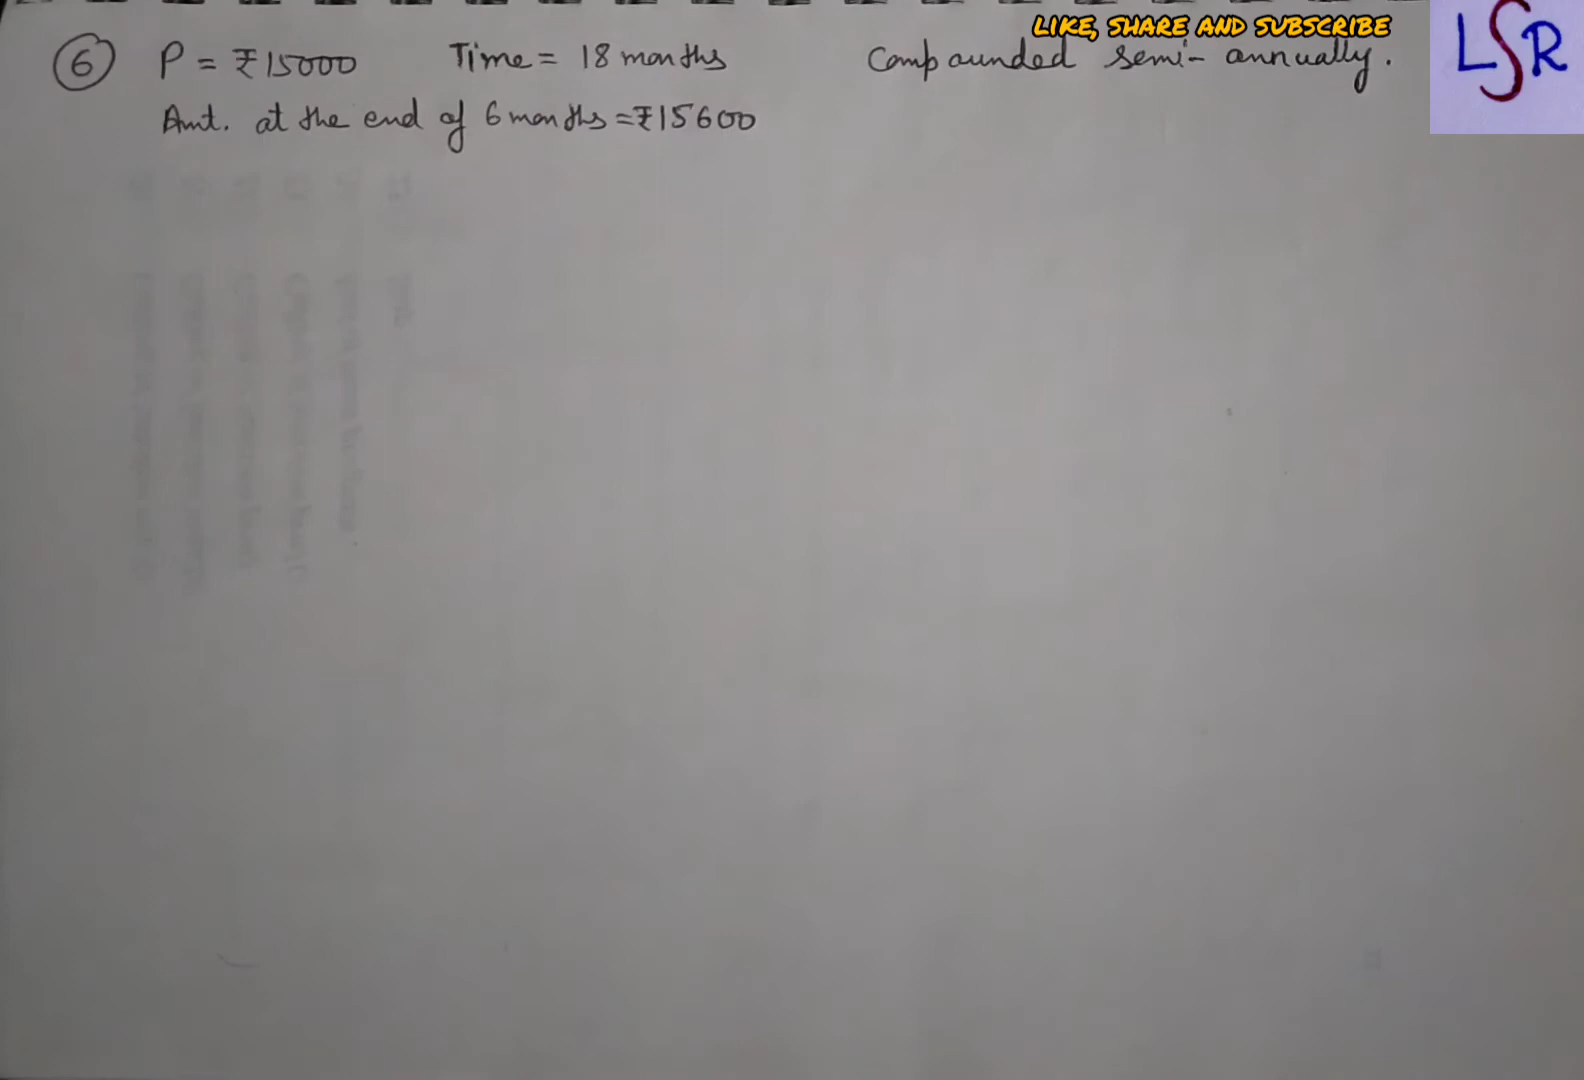 LIKE, SHARE AND SUBSCRIBE
LSR
6 P = ₹15000 Time = 18 months Compounded semi-annually.
Amt. at the end of 6 months = ₹15600